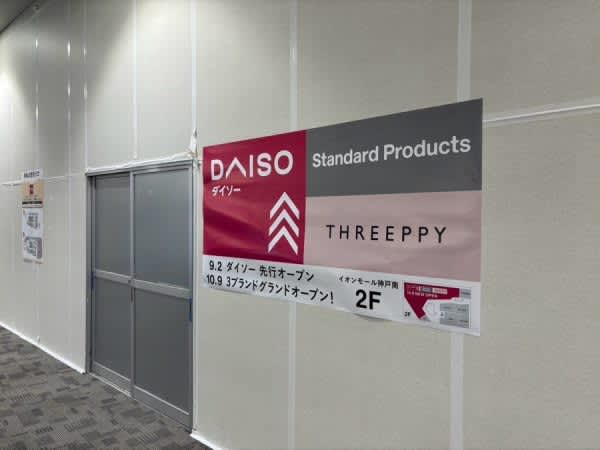 DAISO
ダイソー
Standard Products
THREEPPY
9.2 ダイソー 先行オープン
10.9 3ブランドグランドオープン!
イオンモール神戸南
2F
2F